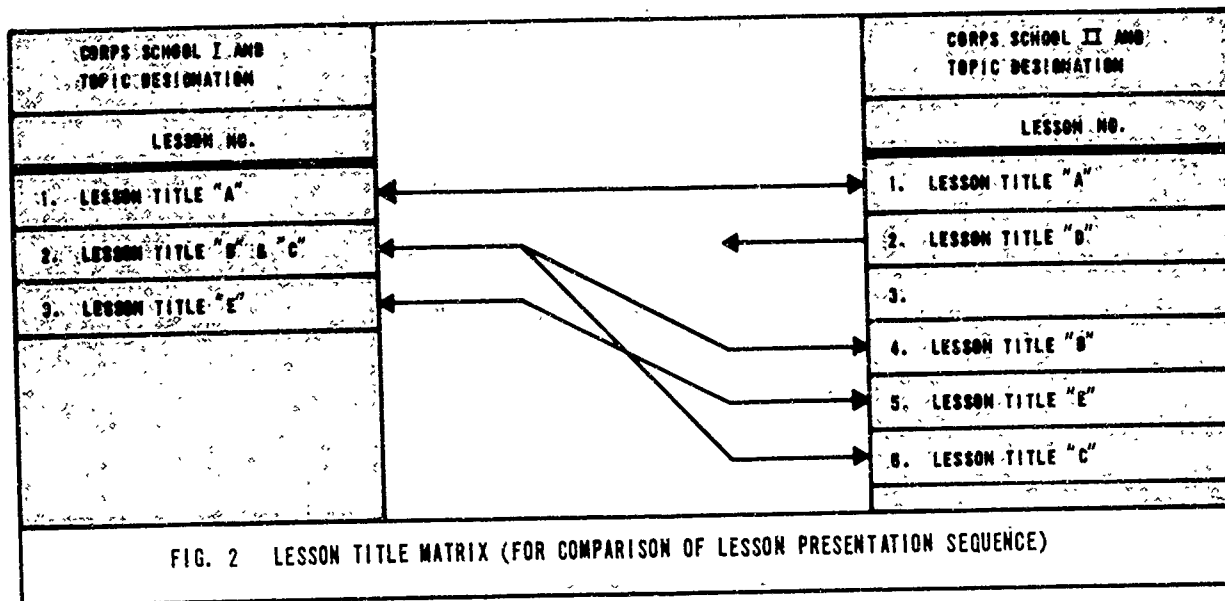 CORPS SCHOOL I AND
TOPIC DESIGNATION
LESSON NO.
1. LESSON TITLE "A"
2. LESSON TITLE "B" & "C"
3. LESSON TITLE "E"
CORPS SCHOOL II AND
TOPIC DESIGNATION
LESSON NO.
1. LESSON TITLE "A"
2. LESSON TITLE "D"
3.
4. LESSON TITLE "B"
5. LESSON TITLE "E"
6. LESSON TITLE "C"
FIG. 2 LESSON TITLE MATRIX (FOR COMPARISON OF LESSON PRESENTATION SEQUENCE)